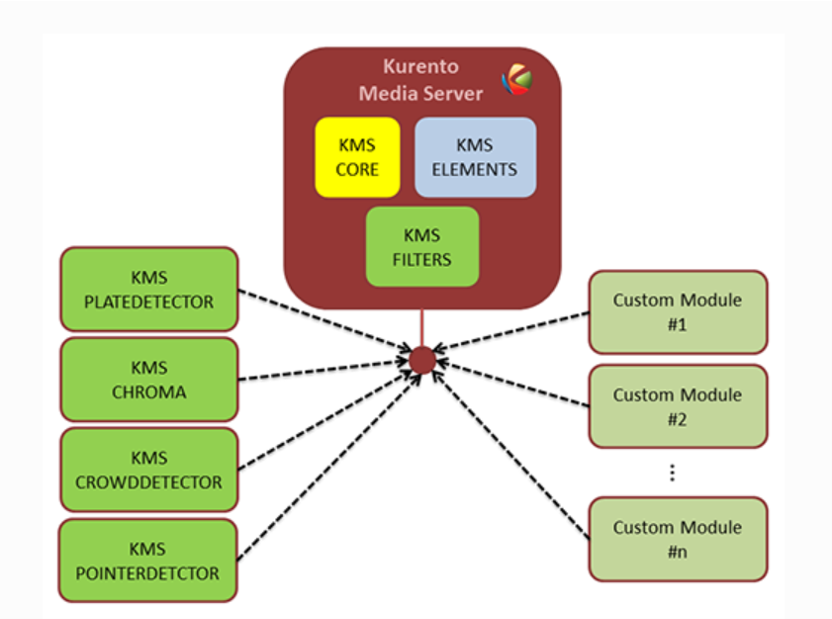 Kurento
Media Server
KMS
CORE
KMS
ELEMENTS
KMS
FILTERS
KMS
PLATEDETECTOR
KMS
CHROMA
KMS
CROWDDETECTOR
KMS
POINTERDETCTOR
Custom Module
#1
Custom Module
#2
⋮
Custom Module
#n